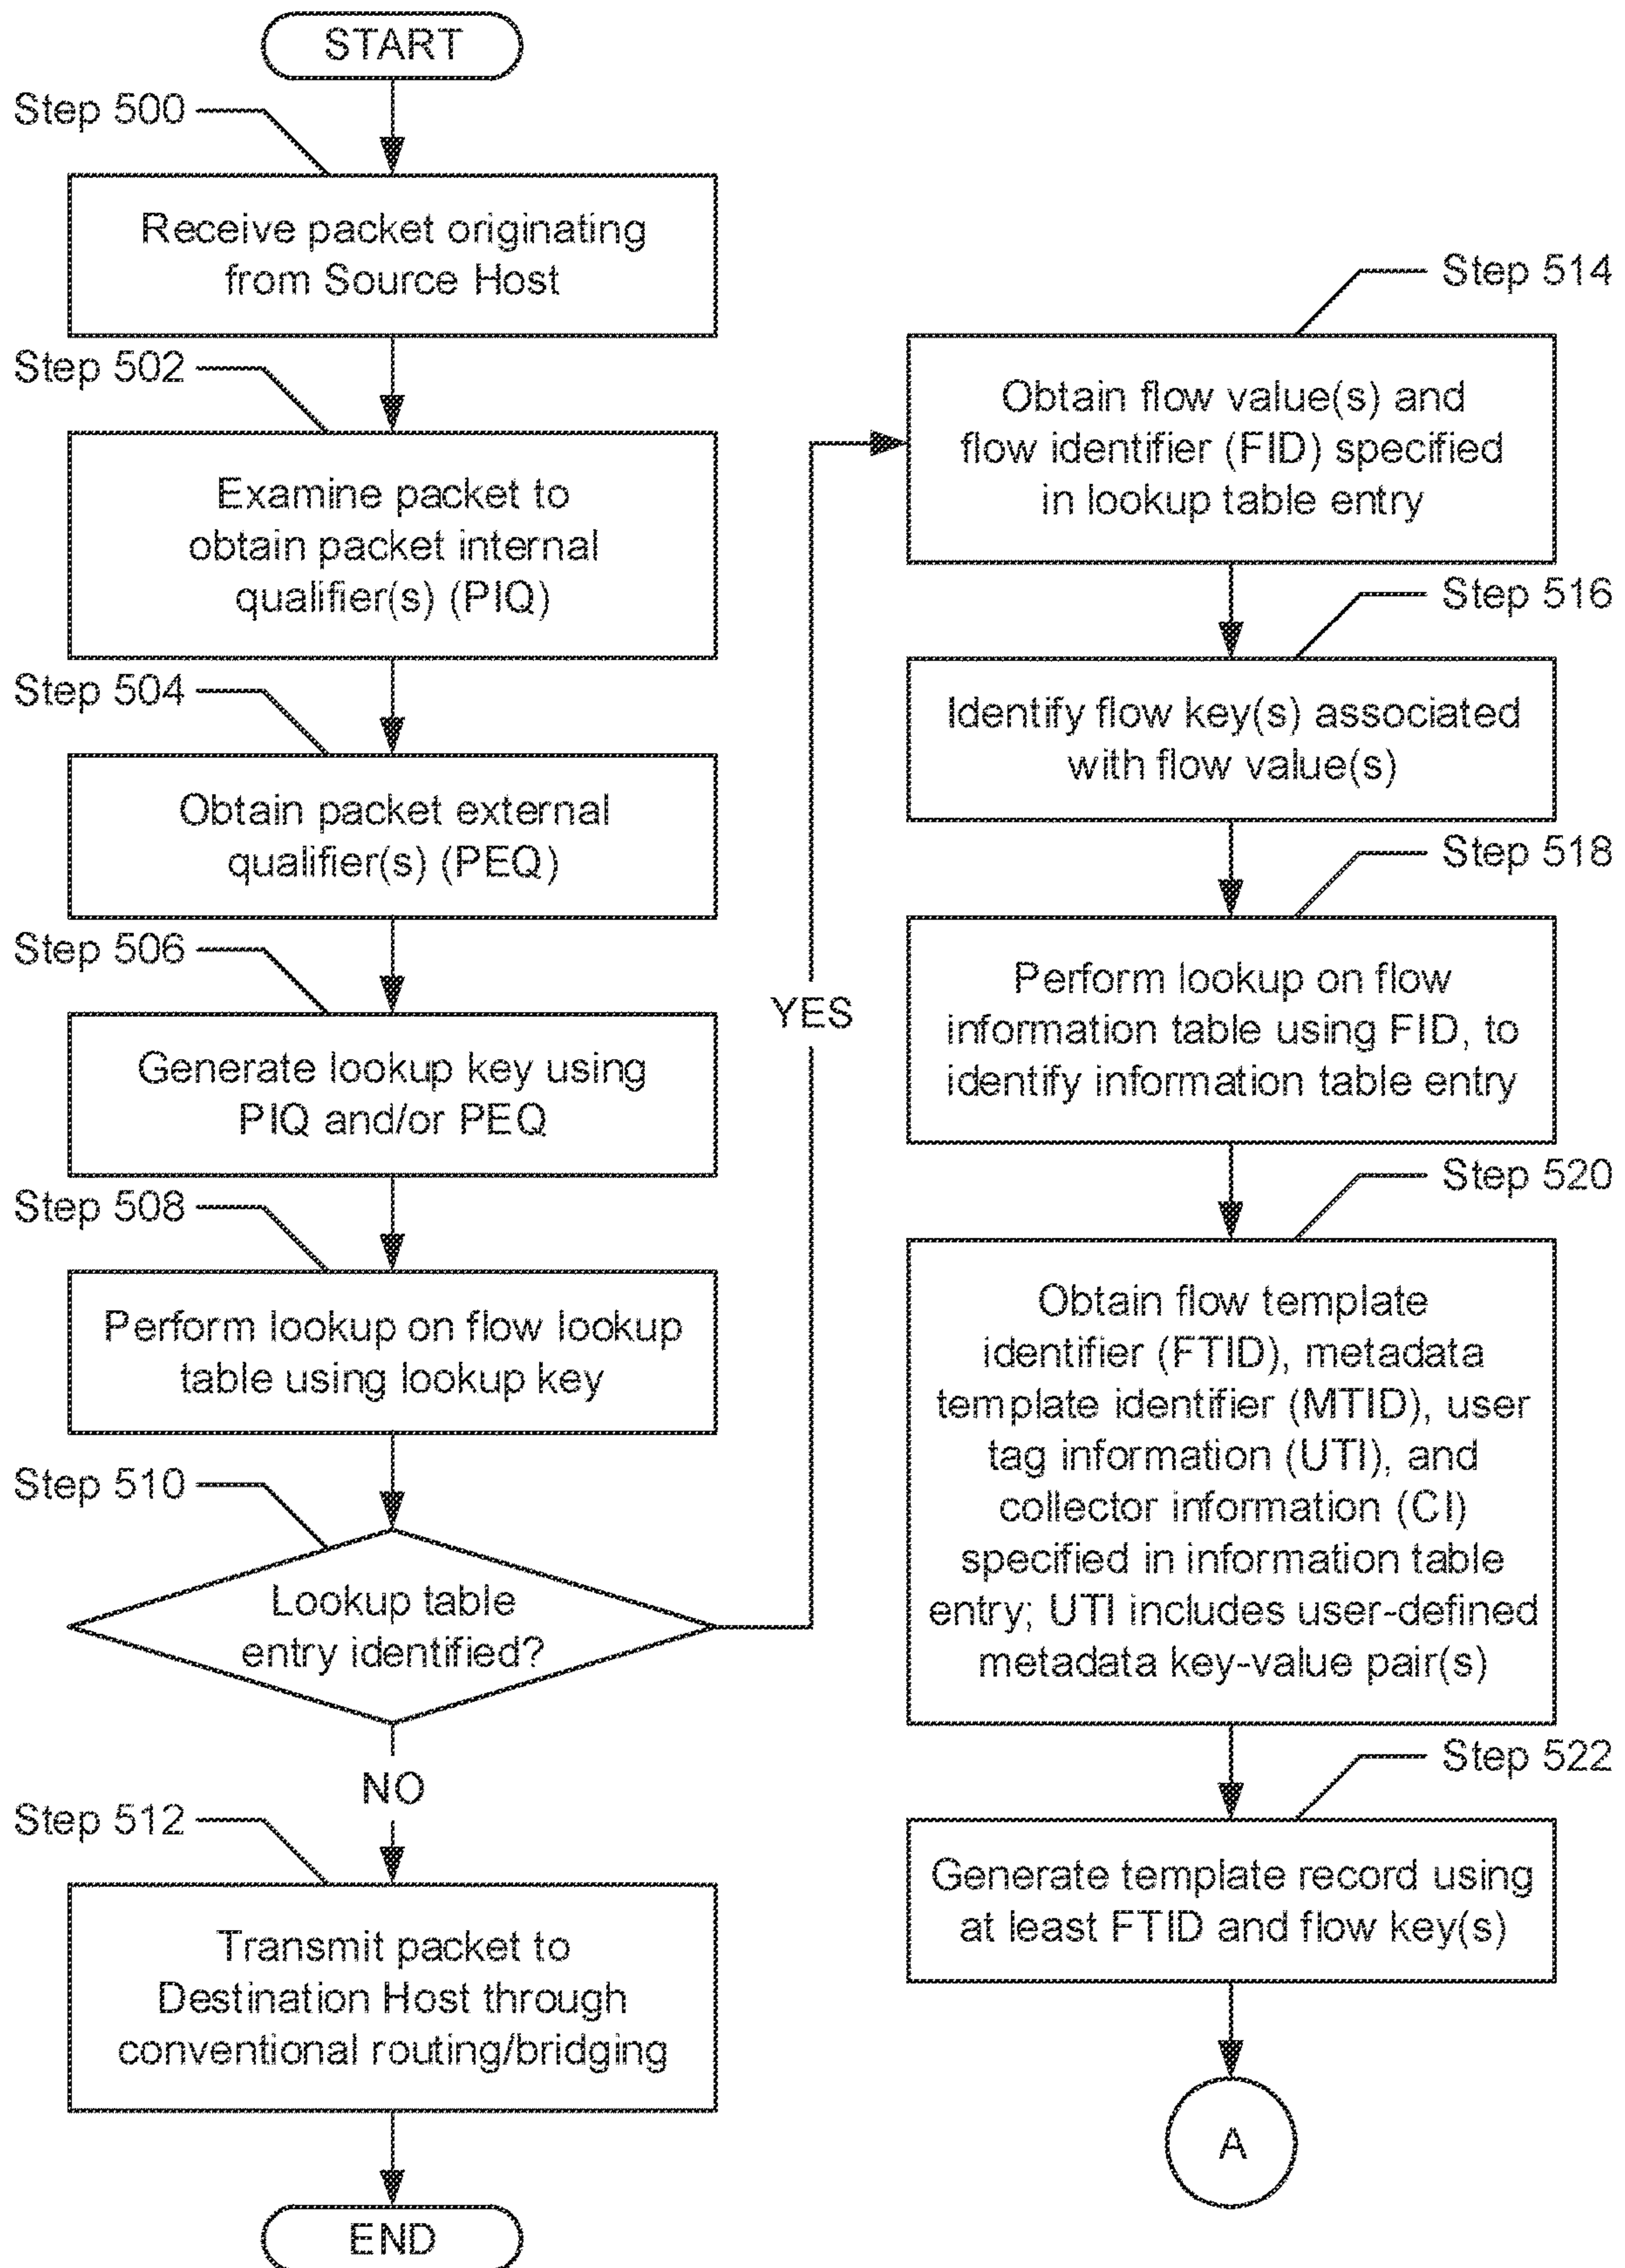 START
Step 500
Receive packet originating
from Source Host
Step 502
Examine packet to
obtain packet internal
qualifier(s) (PIQ)
Step 504
Obtain packet external
qualifier(s) (PEQ)
Step 506
Generate lookup key using
PIQ and/or PEQ
Step 508
Perform lookup on flow lookup
table using lookup key
Step 510
Lookup table
entry identified?
YES
NO
Step 512
Transmit packet to
Destination Host through
conventional routing/bridging
END
Step 514
Obtain flow value(s) and
flow identifier (FID) specified
in lookup table entry
Step 516
Identify flow key(s) associated
with flow value(s)
Step 518
Perform lookup on flow
information table using FID, to
identify information table entry
Step 520
Obtain flow template
identifier (FTID), metadata
template identifier (MTID), user
tag information (UTI), and
collector information (CI)
specified in information table
entry; UTI includes user-defined
metadata key-value pair(s)
Step 522
Generate template record using
at least FTID and flow key(s)
A